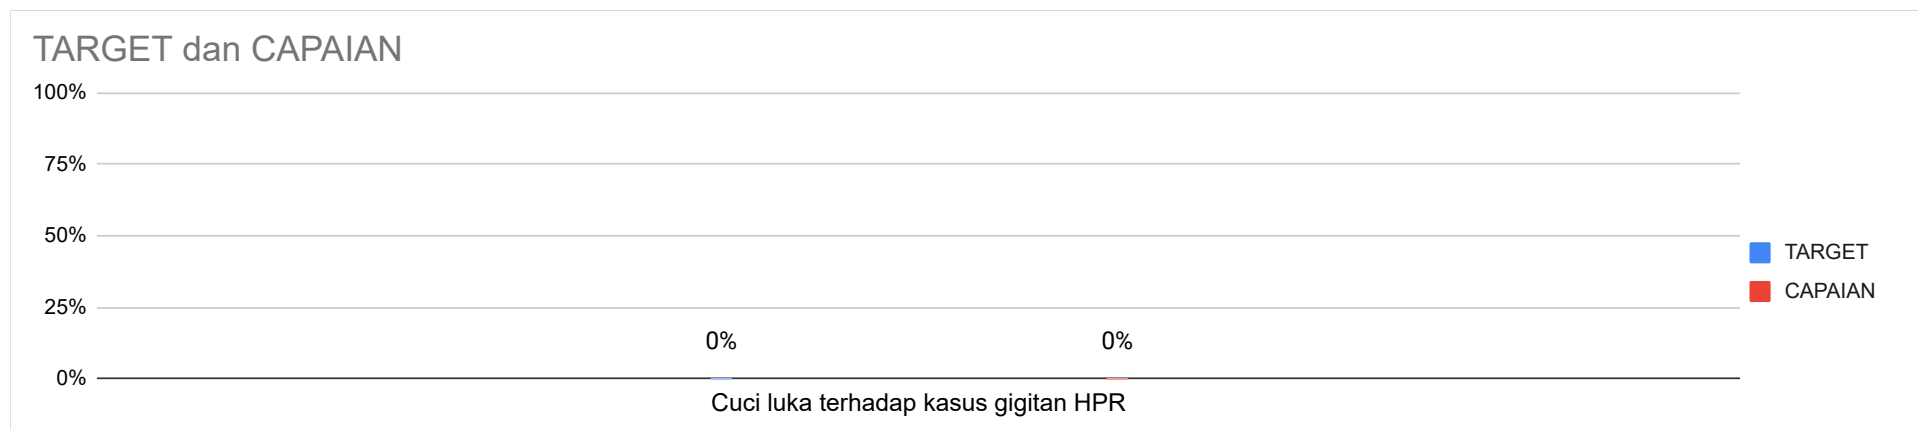 TARGET dan CAPAIAN
100%
75%
50%
25%
0%
0%
0%
Cuci luka terhadap kasus gigitan HPR
TARGET
CAPAIAN